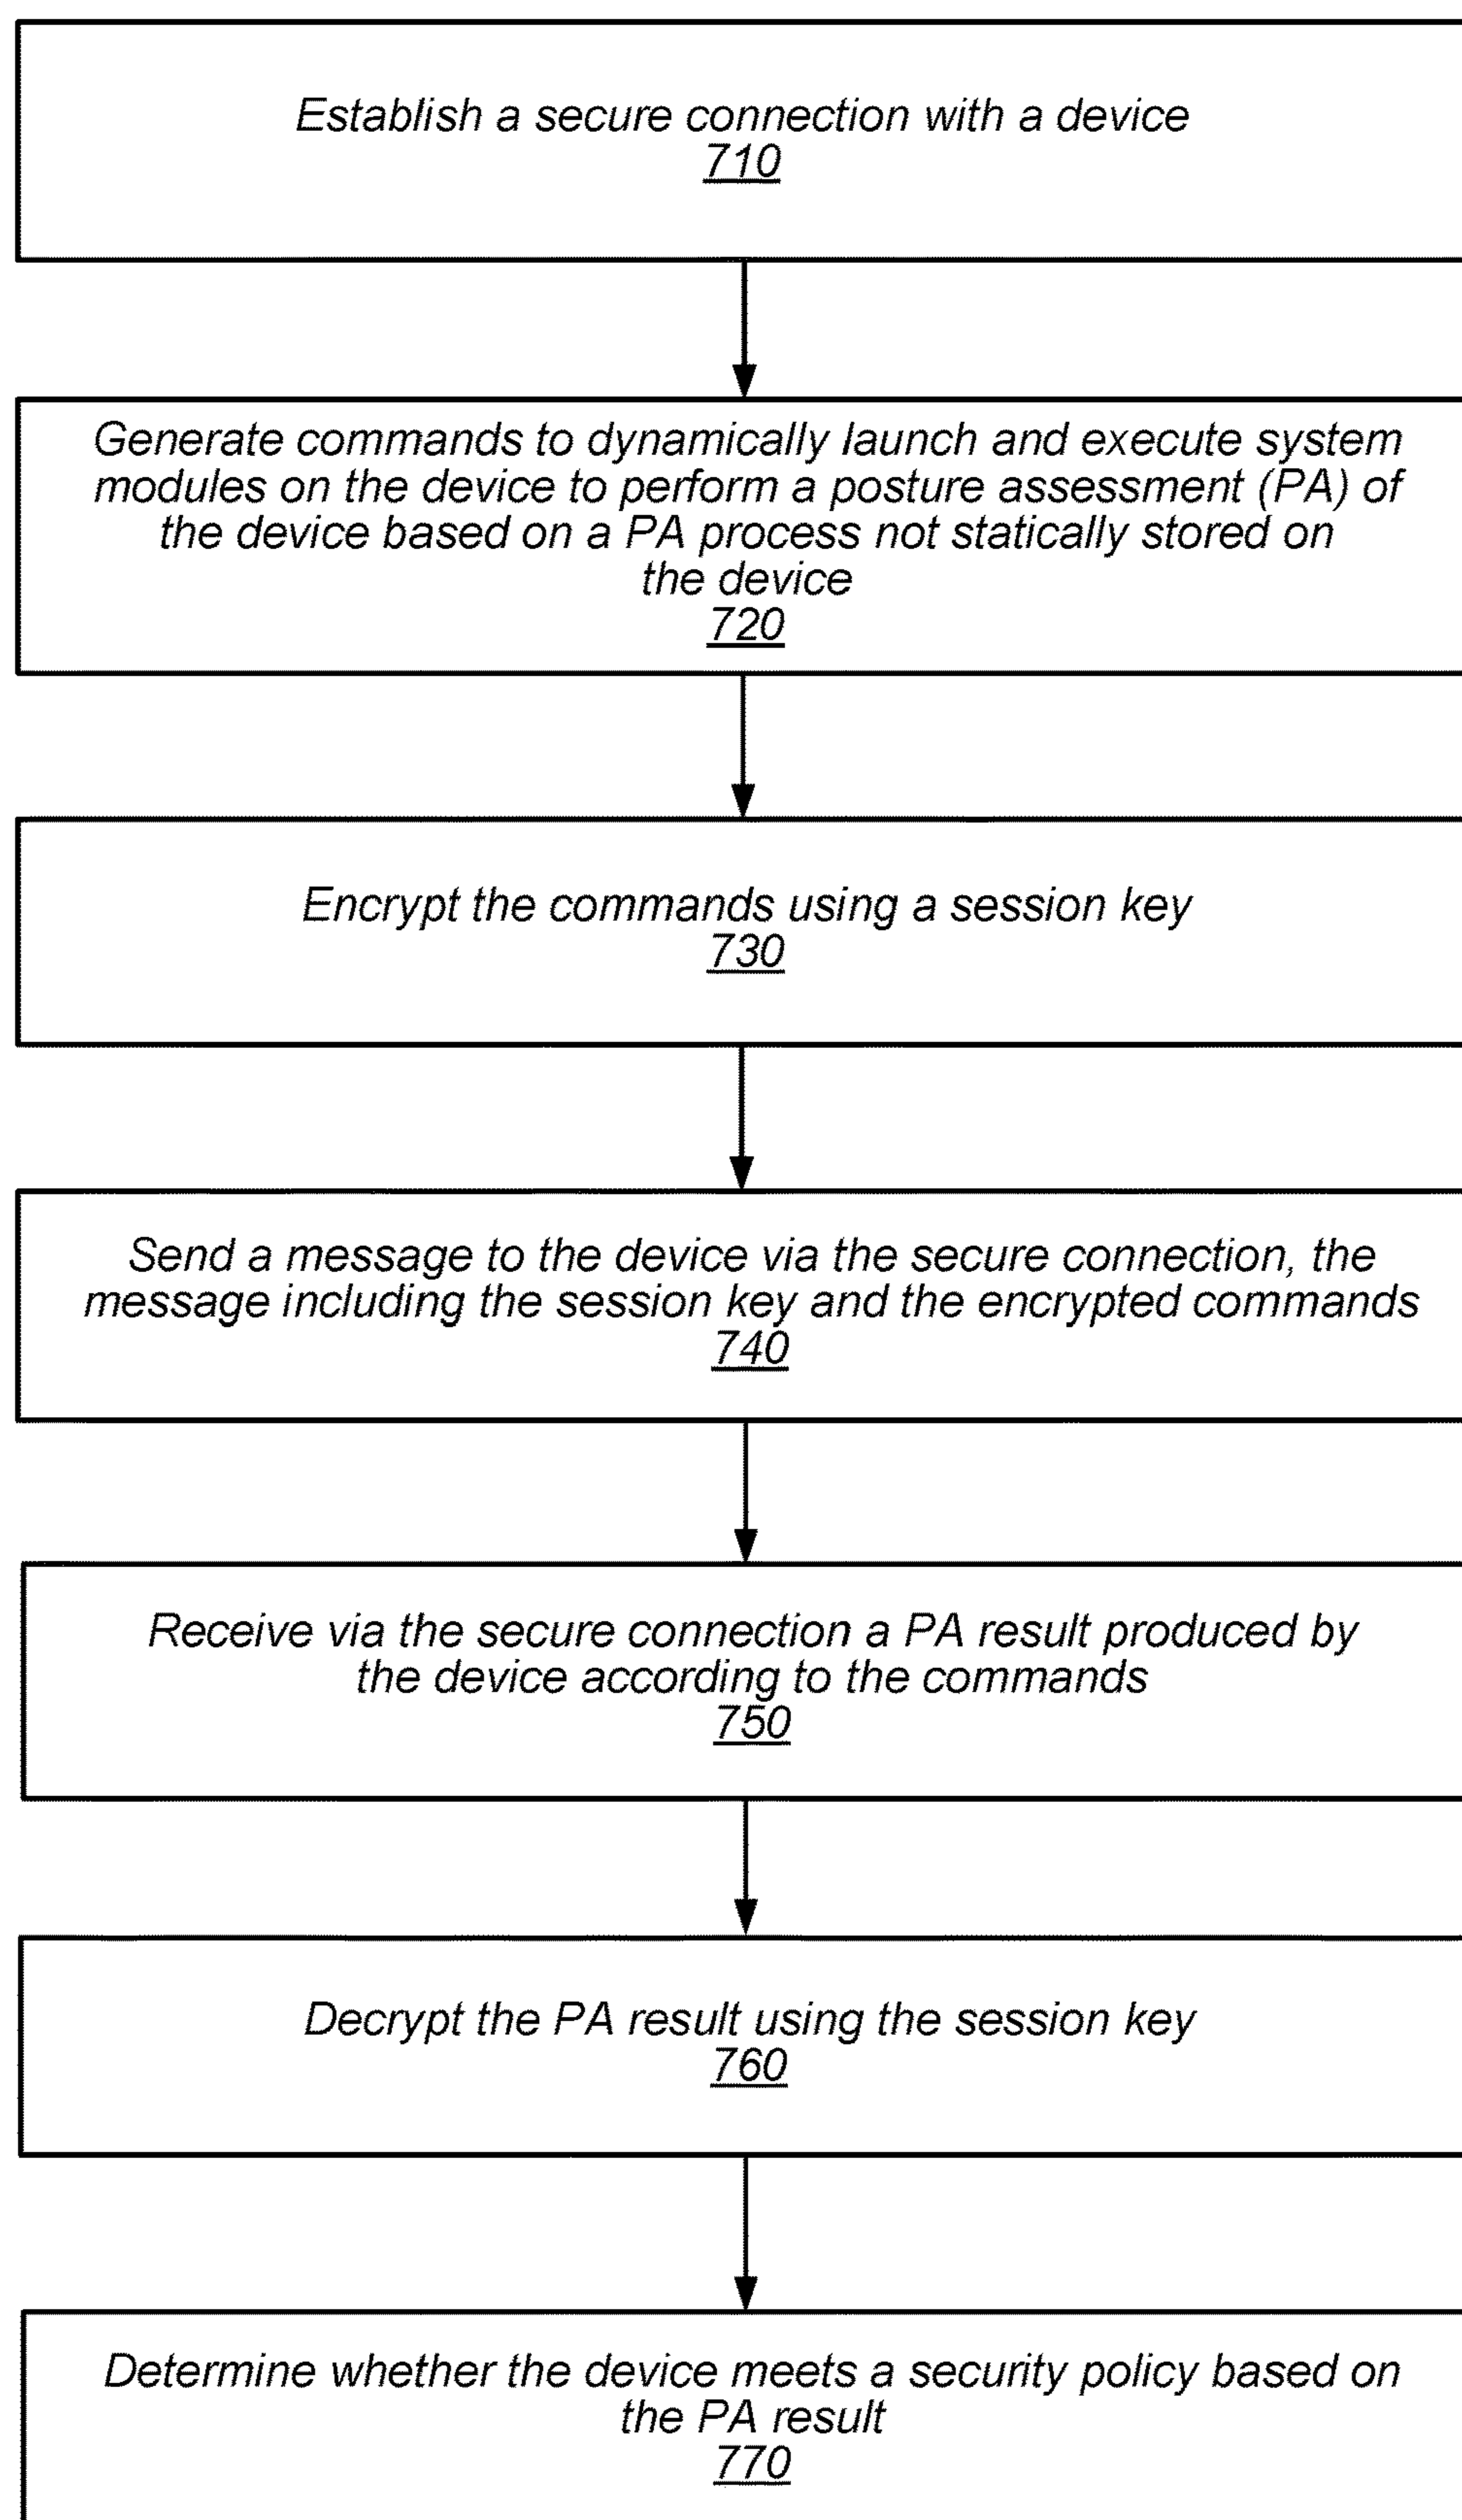 Establish a secure connection with a device
710
Generate commands to dynamically launch and execute system
modules on the device to perform a posture assessment (PA) of
the device based on a PA process not statically stored on
the device
720
Encrypt the commands using a session key
730
Send a message to the device via the secure connection, the
message including the session key and the encrypted commands
740
Receive via the secure connection a PA result produced by
the device according to the commands
750
Decrypt the PA result using the session key
760
Determine whether the device meets a security policy based on
the PA result
770